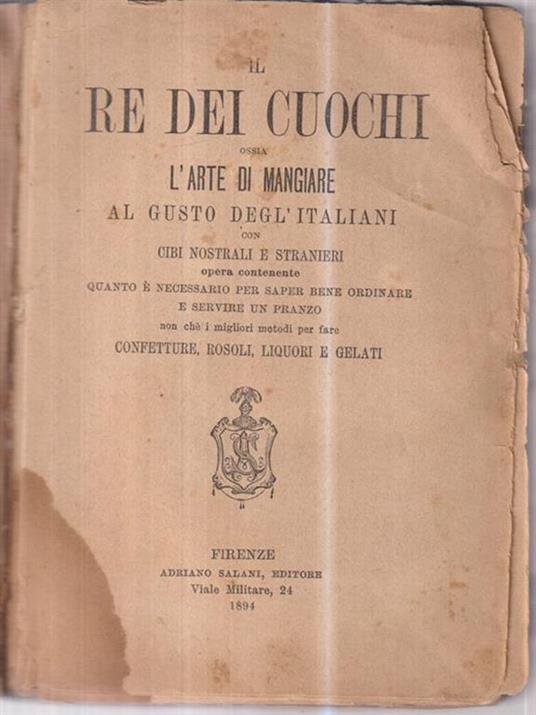 IL
RE DEI CUOCHI
OSSIA
L'ARTE DI MANGIARE
AL GUSTO DEGL'ITALIANI
CON
CIBI NOSTRALI E STRANIERI
opera contenente
QUANTO È NECESSARIO PER SAPER BENE ORDINARE
E SERVIRE UN PRANZO
non chè i migliori metodi per fare
CONFETTURE, ROSOLI, LIQUORI E GELATI
FIRENZE
ADRIANO SALANI, EDITORE
Viale Militare, 24
1894